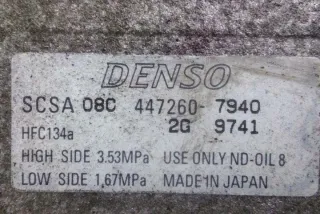 DENSO
SCSA 08C 447260-7940
HFC134a 2G 9741
HIGH SIDE 3.53MPa USE ONLY ND-OIL 8
LOW SIDE 1,67MPa MADE IN JAPAN